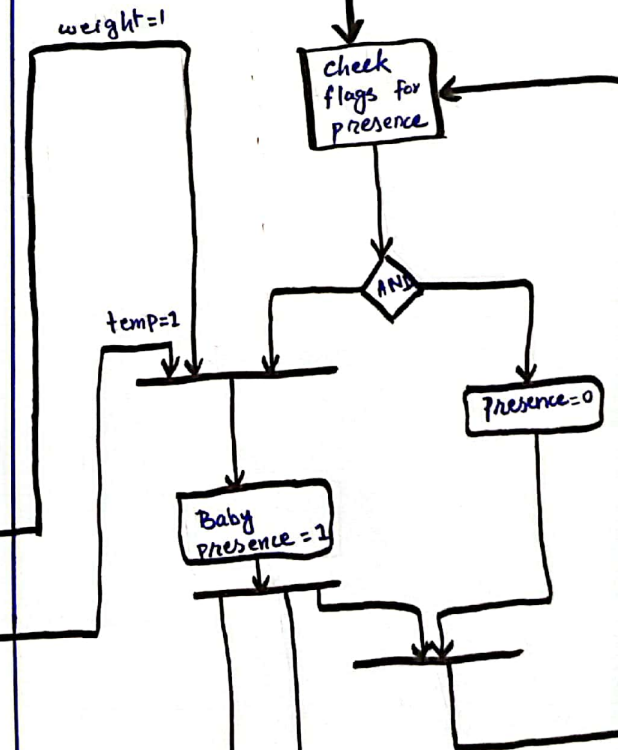 weight=1
check
flags for
presence
AND
temp=1
Presence=0
Baby
presence=1